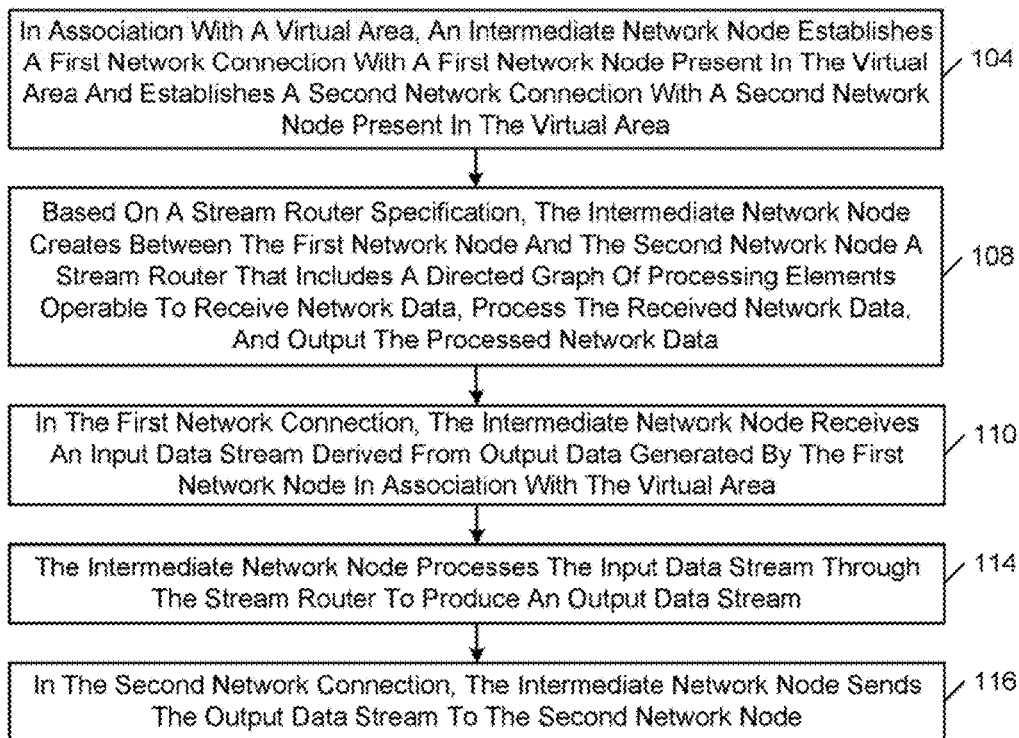 In Association With A Virtual Area, An Intermediate Network Node Establishes
A First Network Connection With A First Network Node Present In The Virtual
Area And Establishes A Second Network Connection With A Second Network
Node Present In The Virtual Area
104
Based On A Stream Router Specification, The Intermediate Network Node
Creates Between The First Network Node And The Second Network Node A
Stream Router That Includes A Directed Graph Of Processing Elements
Operable To Receive Network Data, Process The Received Network Data,
And Output The Processed Network Data
108
In The First Network Connection, The Intermediate Network Node Receives
An Input Data Stream Derived From Output Data Generated By The First
Network Node In Association With The Virtual Area
110
The Intermediate Network Node Processes The Input Data Stream Through
The Stream Router To Produce An Output Data Stream
114
In The Second Network Connection, The Intermediate Network Node Sends
The Output Data Stream To The Second Network Node
116